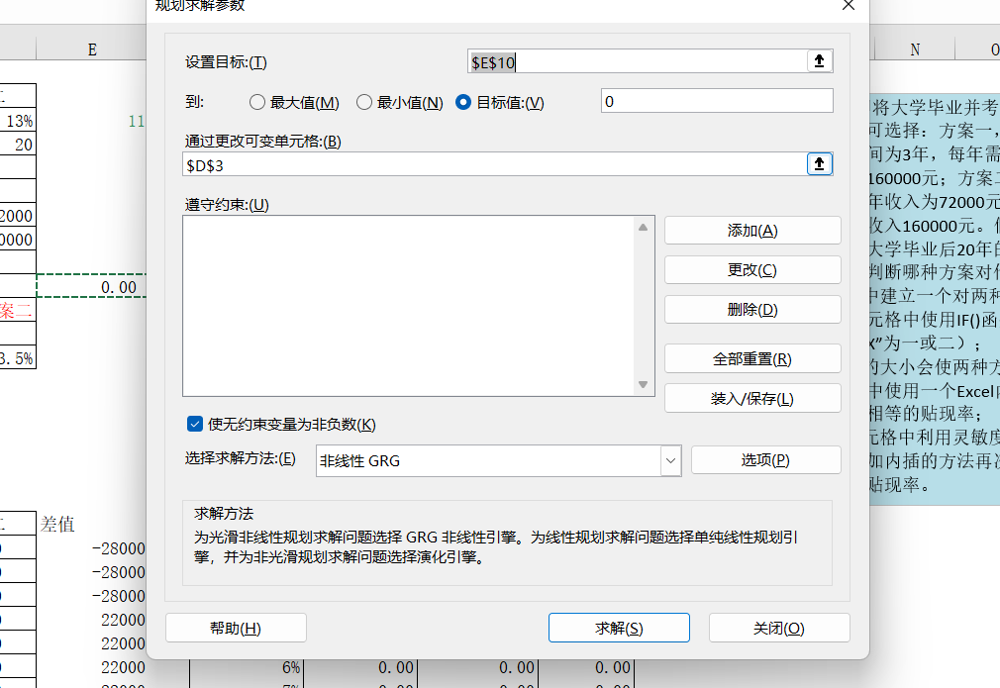 规划求解参数
设置目标:(T)
$E$10
到:
最大值(M)
最小值(N)
目标值:(V)
0
通过更改可变单元格:(B)
$D$3
遵守约束:(U)
添加(A)
更改(C)
删除(D)
全部重置(R)
装入/保存(L)
使无约束变量为非负数(K)
选择求解方法:(E)
非线性 GRG
选项(P)
求解方法
为光滑非线性规划求解问题选择 GRG 非线性引擎。为线性规划求解问题选择单纯线性规划引
擎，并为非光滑规划求解问题选择演化引擎。
帮助(H)
求解(S)
关闭(O)
E
N
O
13%
11
20
2000
0000
0.00
案二
3.5%
差值
-28000
-28000
-28000
22000
22000
22000
6%
0.00
0.00
0.00
将大学毕业并考
可选择：方案一，
间为3年，每年需
160000元；方案二
年收入为72000元
收入160000元。
大学毕业后20年的
判断哪种方案对
中建立一个对两种
元格中使用IF()函
X”为一或二）；
的大小会使两种方
中使用一个Excel
相等的贴现率；
元格中利用灵敏度
加内插的方法再
贴现率。